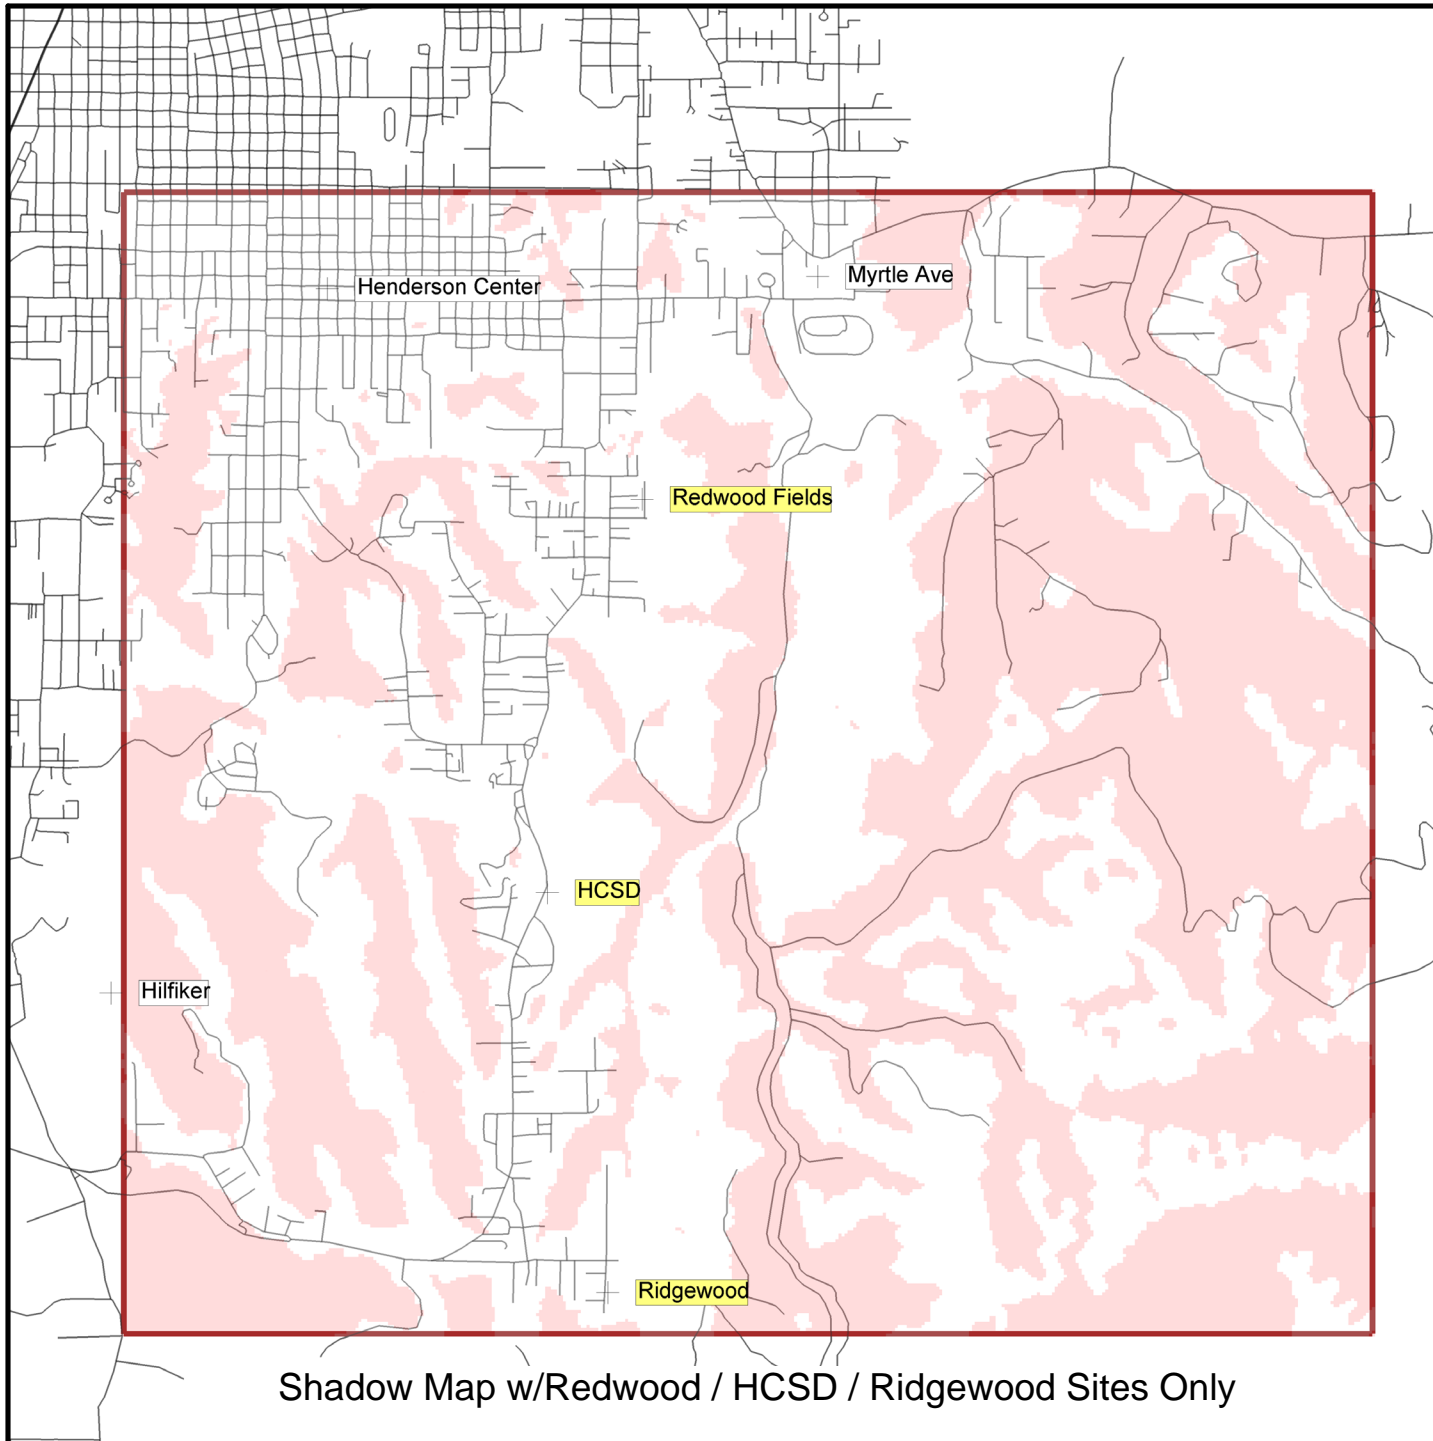 Myrtle Ave
Henderson Center
Redwood Fields
HCSD
Hilfiker
Ridgewood
Shadow Map w/Redwood / HCSD / Ridgewood Sites Only